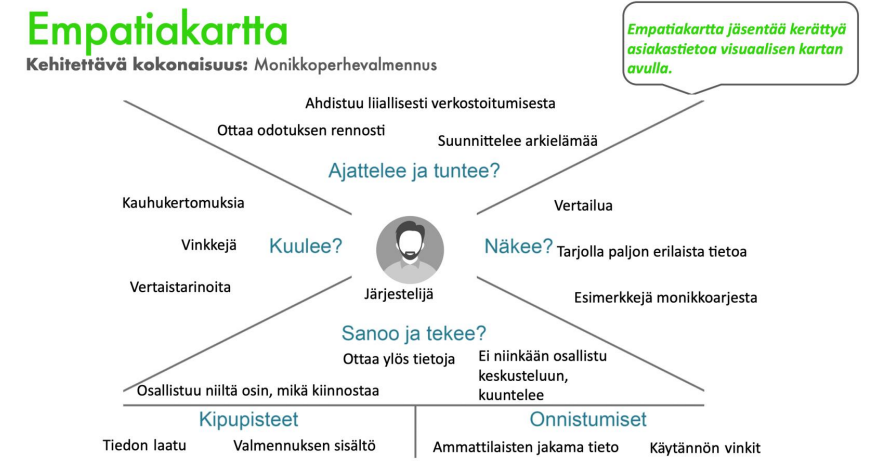 Empatiakartta
Kehitettävä kokonaisuus: Monikkoperhevalmennus
Empatiakartta jäsentää kerättyä
asiakastietoa visuaalisen kartan
avulla.
Ahdistuu liiallisesti verkostoitumisesta
Ottaa odotuksen rennosti
Suunnittelee arkielämää
Ajattelee ja tuntee?
Kauhukertomuksia
Vinkkejä
Kuulee?
Vertaistarinoita
Vertailua
Näkee?
Tarjolla paljon erilaista tietoa
Esimerkkejä monikkoarjesta
Järjestelijä
Sanoo ja tekee?
Ottaa ylös tietoja
Ei niinkään osallistu
keskusteluun,
kuuntelee
Osallistuu niiltä osin, mikä kiinnostaa
Kipupisteet
Tiedon laatu
Valmennuksen sisältö
Onnistumiset
Ammattilaisten jakama tieto
Käytännön vinkit